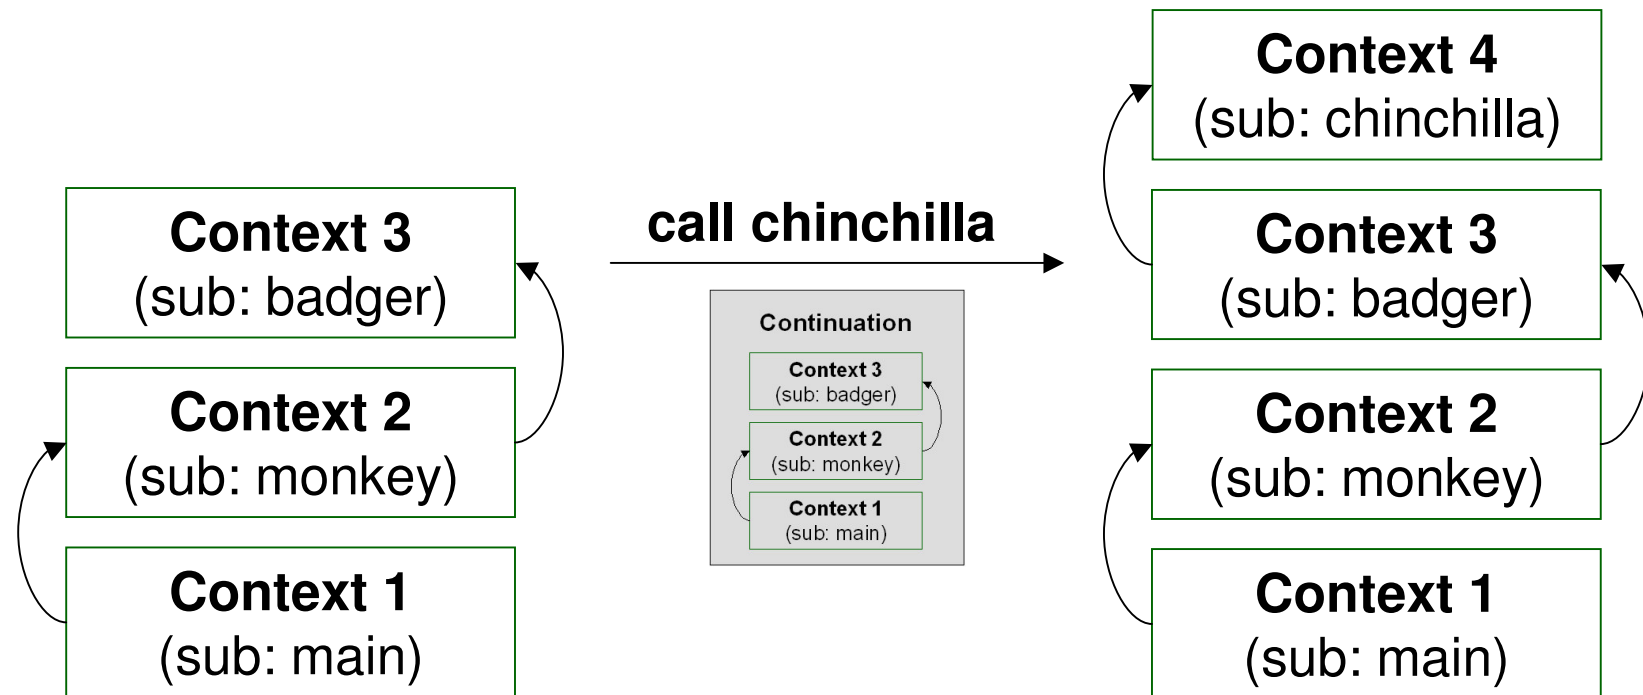 Context 3
(sub: badger)
Context 2
(sub: monkey)
Context 1
(sub: main)
call chinchilla
Continuation
Context 3
(sub: badger)
Context 2
(sub: monkey)
Context 1
(sub: main)
Context 4
(sub: chinchilla)
Context 3
(sub: badger)
Context 2
(sub: monkey)
Context 1
(sub: main)